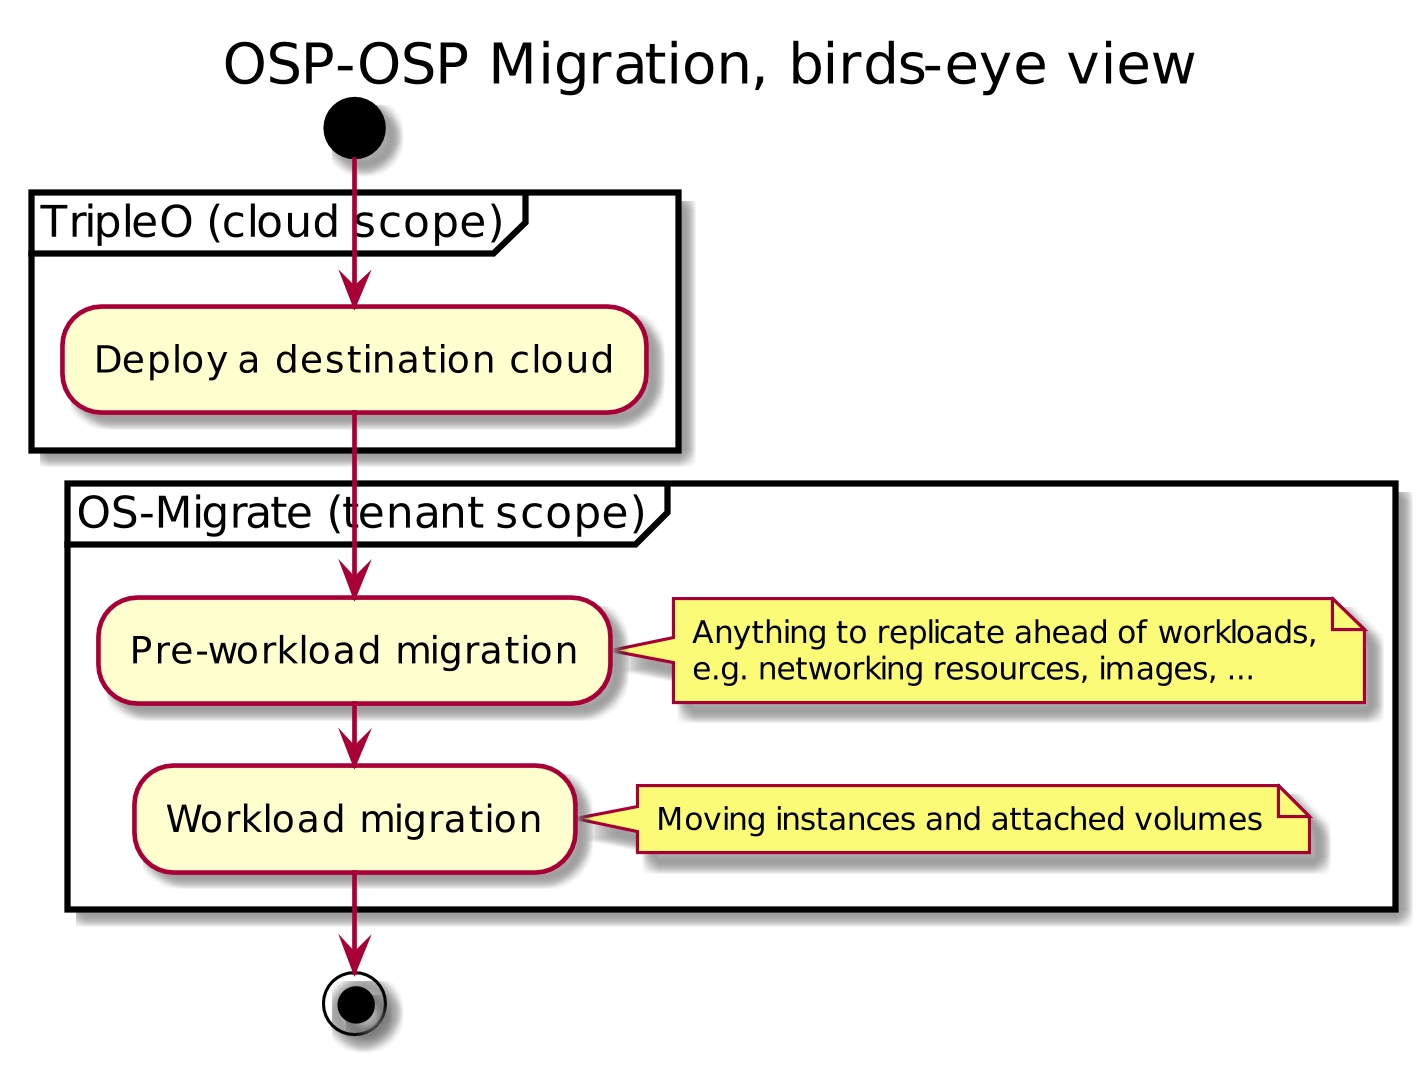 OSP-OSP Migration, birds-eye view
TripleO (cloud scope)
Deploy a destination cloud
OS-Migrate (tenant scope)
Pre-workload migration
Anything to replicate ahead of workloads,
e.g. networking resources, images, ...
Workload migration
Moving instances and attached volumes